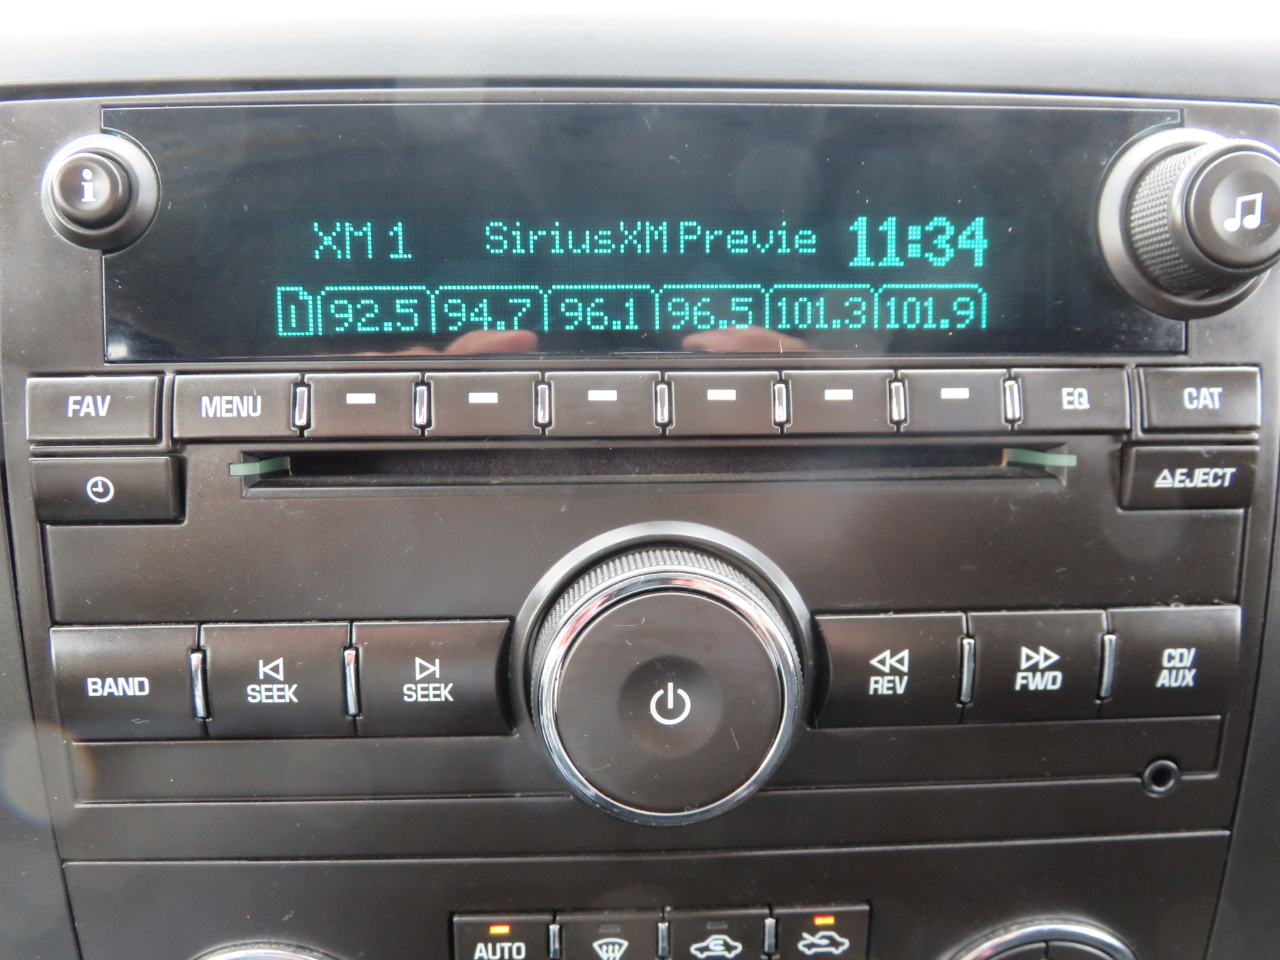 i
XM 1 SiriusXM Previe 11:34
1 92.5 94.7 96.1 96.5 101.3 101.9
FAV MENU EQ CAT
EJECT
BAND SEEK SEEK REV FWD CD/AUX
AUTO